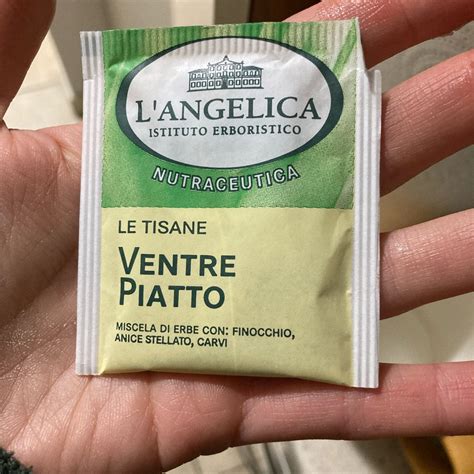 L'ANGELICA
ISTITUTO ERBORISTICO
NUTRACEUTICA
LE TISANE
VENTRE
PIATTO
MISCELA DI ERBE CON: FINOCCHIO,
ANICE STELLATO, CARVI